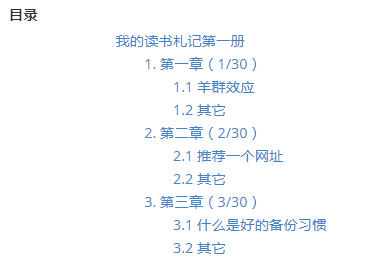 目录
我的读书札记第一册
1. 第一章（1/30）
1.1 羊群效应
1.2 其它
2. 第二章（2/30）
2.1 推荐一个网址
2.2 其它
3. 第三章（3/30）
3.1 什么是好的备份习惯
3.2 其它